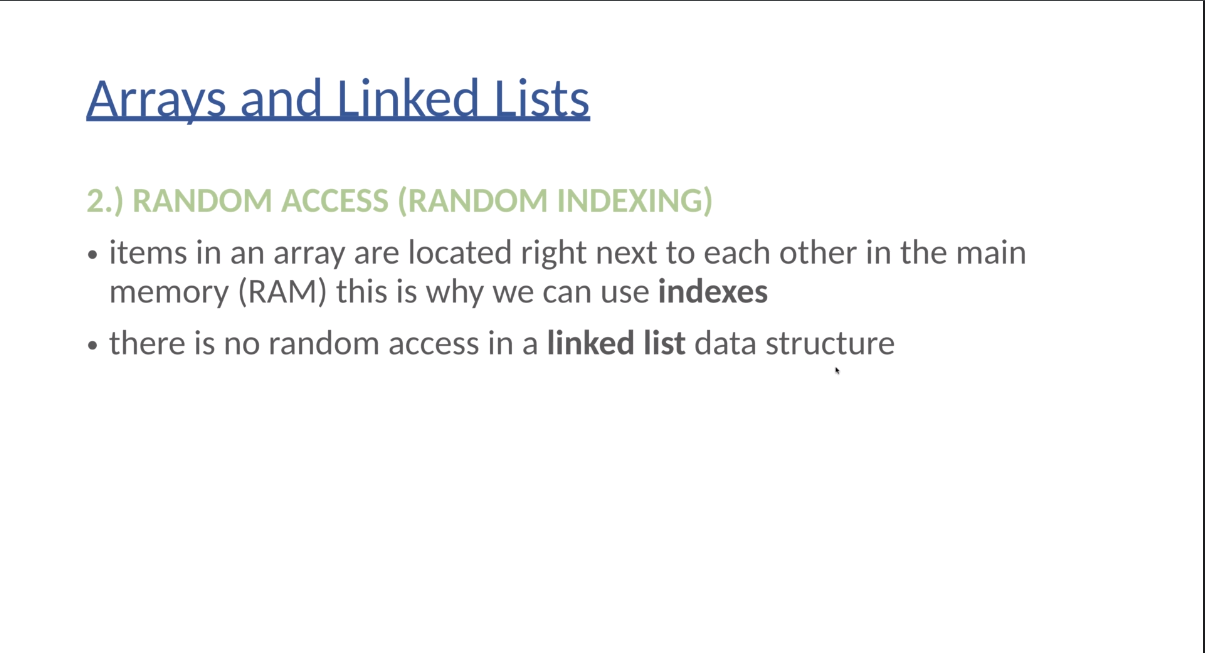 Arrays and Linked Lists
2.) RANDOM ACCESS (RANDOM INDEXING)
• items in an array are located right next to each other in the main
memory (RAM) this is why we can use indexes
• there is no random access in a linked list data structure